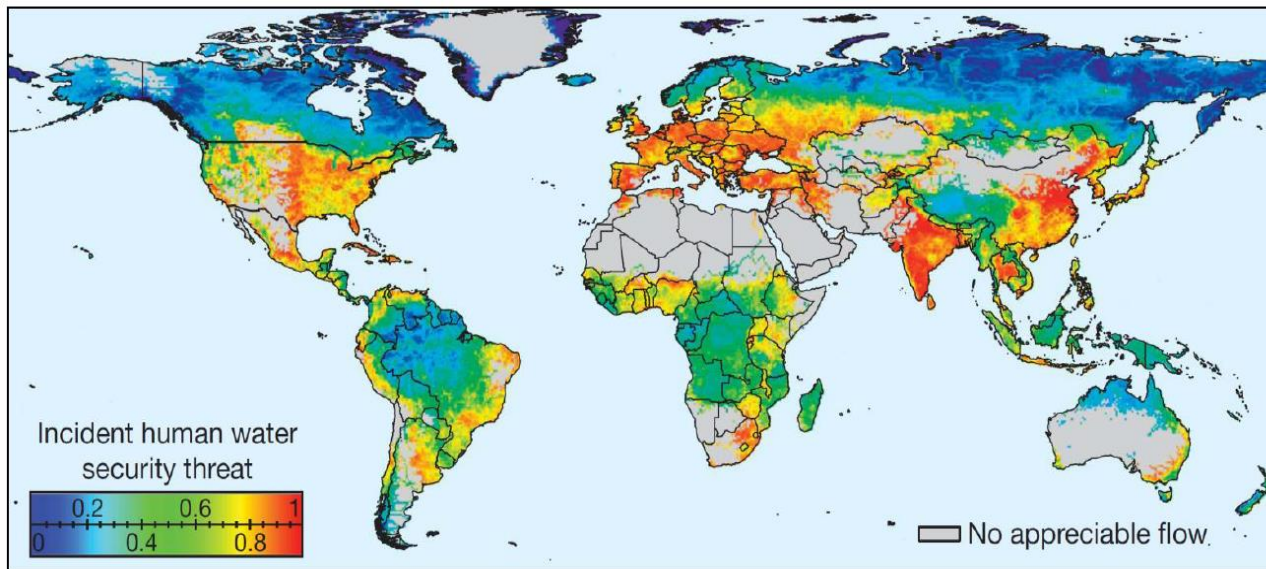 Incident human water
security threat
0.2 0.6 1
0 0.4 0.8
No appreciable flow